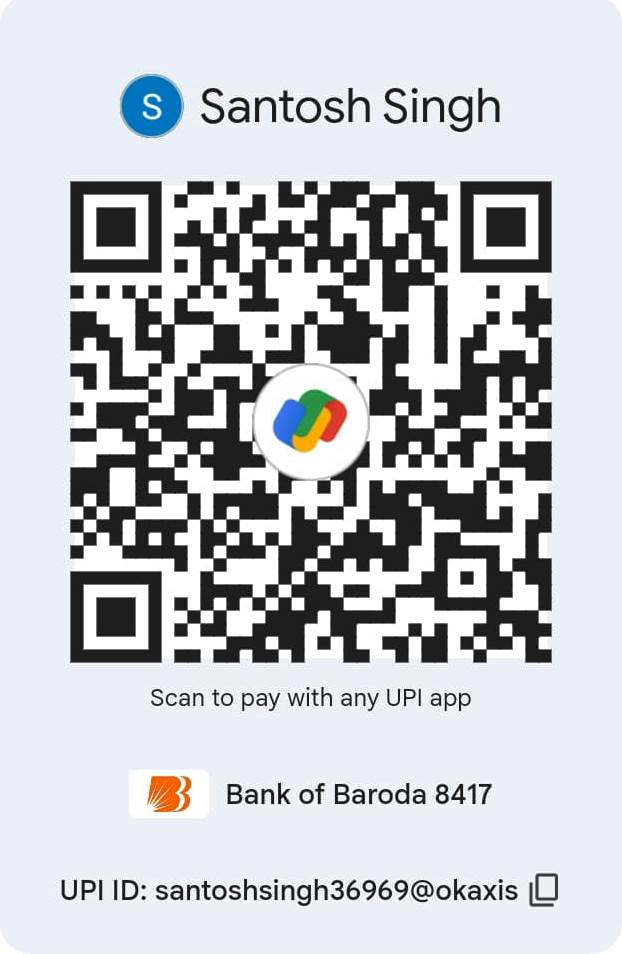 S Santosh Singh
Scan to pay with any UPI app
Bank of Baroda 8417
UPI ID: santoshsingh36969@okaxis